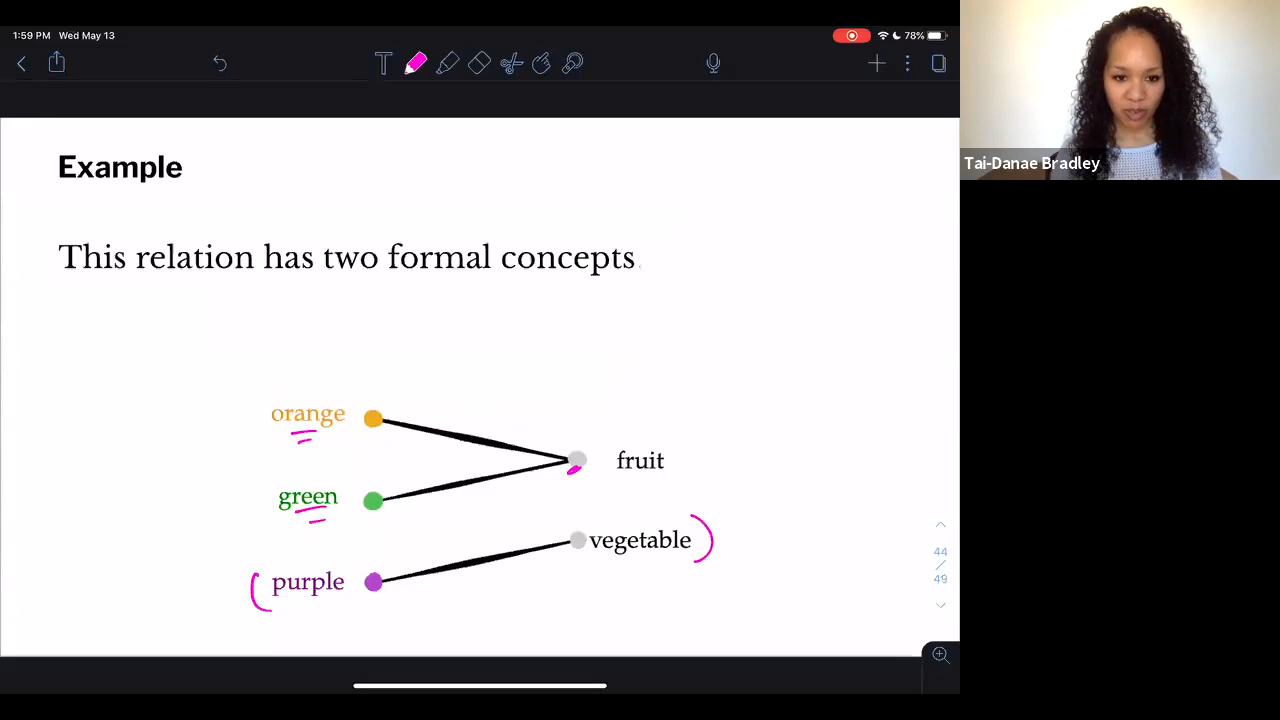 1:59 PM Wed May 13
78%
T
Tai-Danae Bradley
Example
This relation has two formal concepts.
orange
fruit
green
vegetable
purple
44
49